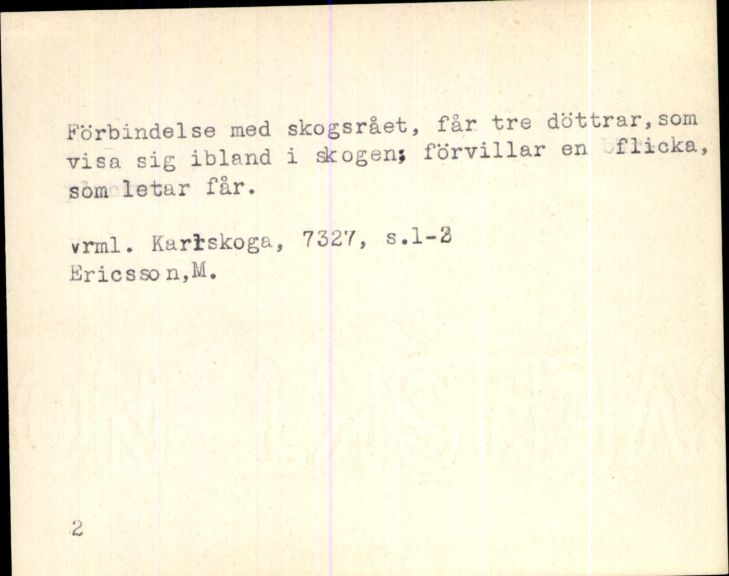 Förbindelse med skogsrået, får tre döttrar, som
visa sig ibland i skogen; förvillar en flicka,
som letar får.
vrml. Karlskoga, 7327, s.1-2
Ericsson, M.
2